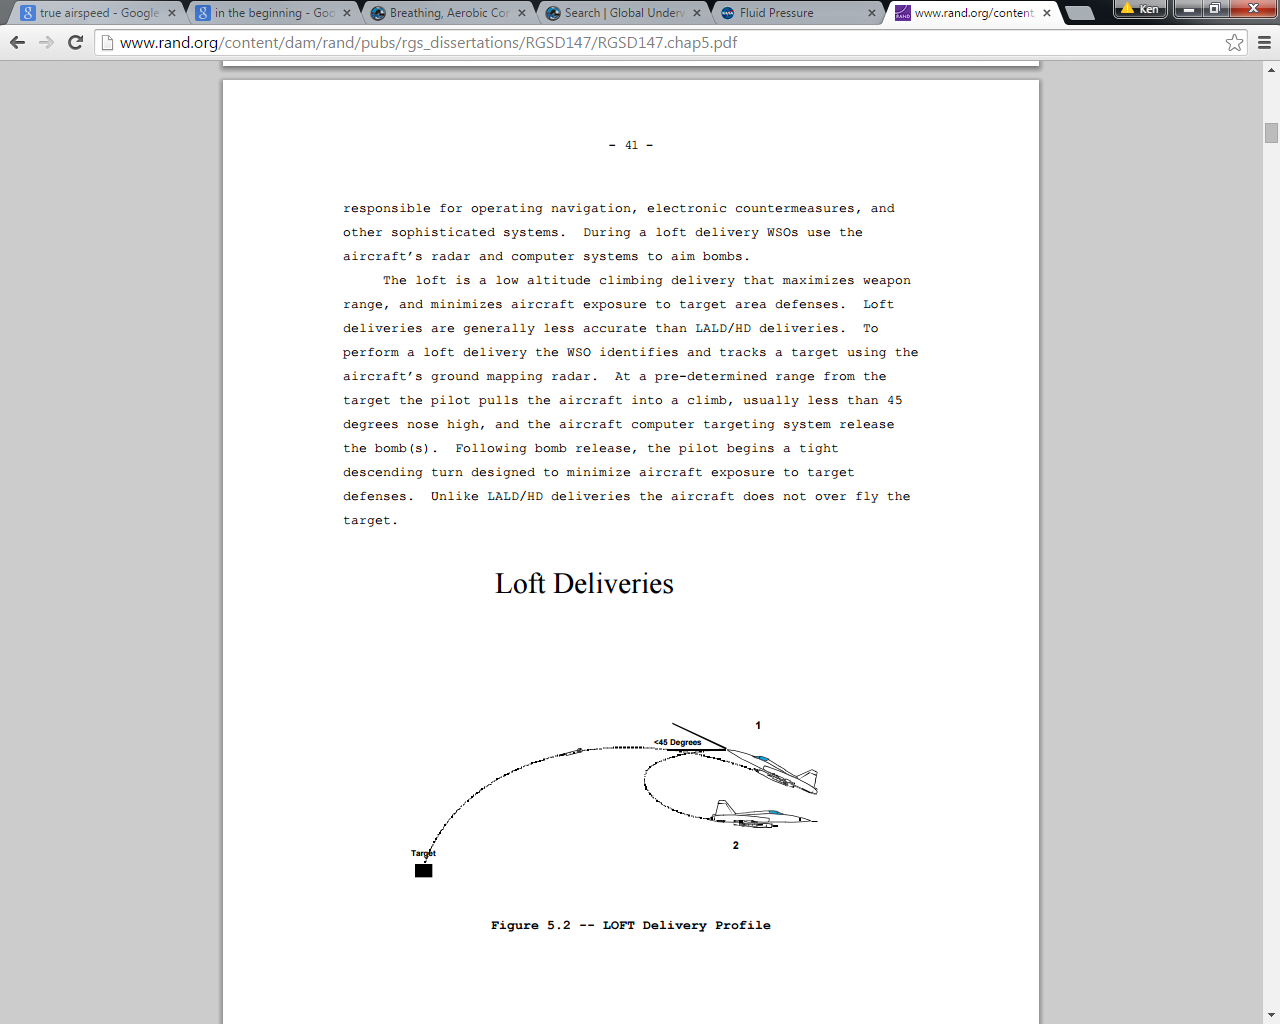 true airspeed - Google
in the beginning - Goo
Breathing, Aerobic Cor
Search | Global Underw
Fluid Pressure
www.rand.org/content
Ken
www.rand.org/content/dam/rand/pubs/rgs_dissertations/RGSD147/RGSD147.chap5.pdf
- 41 -
responsible for operating navigation, electronic countermeasures, and
other sophisticated systems. During a loft delivery WSOs use the
aircraft's radar and computer systems to aim bombs.
The loft is a low altitude climbing delivery that maximizes weapon
range, and minimizes aircraft exposure to target area defenses. Loft
deliveries are generally less accurate than LALD/HD deliveries. To
perform a loft delivery the WSO identifies and tracks a target using the
aircraft's ground mapping radar. At a pre-determined range from the
target the pilot pulls the aircraft into a climb, usually less than 45
degrees nose high, and the aircraft computer targeting system release
the bomb(s). Following bomb release, the pilot begins a tight
descending turn designed to minimize aircraft exposure to target
defenses. Unlike LALD/HD deliveries the aircraft does not over fly the
target.
Loft Deliveries
1
<45 Degrees
2
Target
Figure 5.2 -- LOFT Delivery Profile